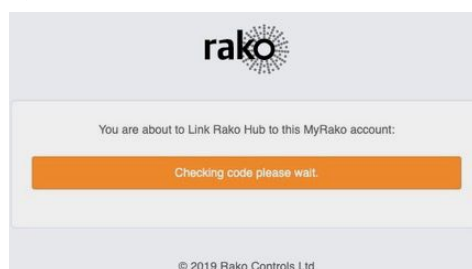 rako
You are about to Link Rako Hub to this MyRako account:
Checking code please wait.
© 2019 Rako Controls Ltd